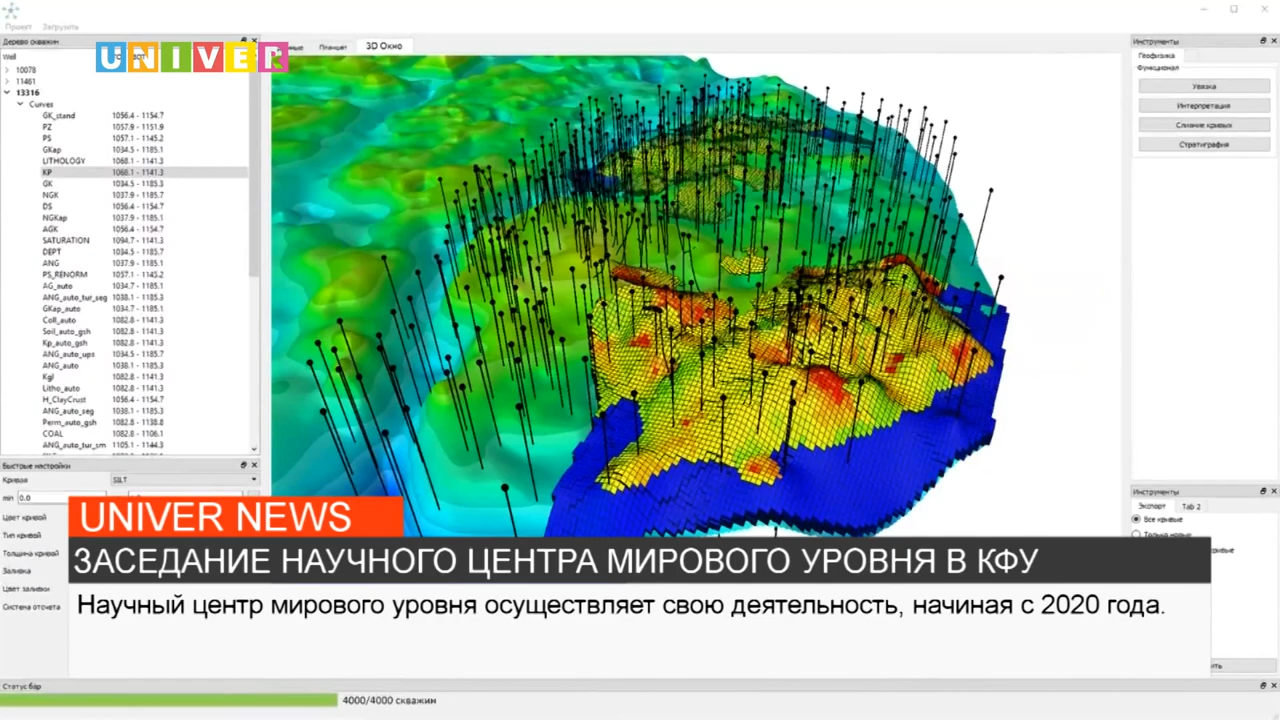 Проект Загрузить
Дерево скважин
UNIVER
Планшет
3D Окно
Well
10078
11461
13316
Curves
GK_stand 1056.4 - 1154.7
PZ 1057.9 - 1151.9
PS 1057.1 - 1145.2
GKap 1034.5 - 1185.1
LITHOLOGY 1068.1 - 1141.3
KP 1068.1 - 1141.3
GK 1034.5 - 1185.3
NGK 1037.9 - 1185.7
DS 1056.4 - 1154.7
NGKap 1037.9 - 1185.1
AGK 1056.4 - 1154.7
SATURATION 1094.7 - 1141.3
DEPT 1034.5 - 1185.7
ANG 1037.9 - 1185.1
PS_RENORM 1057.1 - 1145.2
AG_auto 1034.7 - 1185.1
ANG_auto_tur_seg 1038.1 - 1185.3
GKap_auto 1034.7 - 1185.1
Coll_auto 1082.8 - 1141.3
Soil_auto_gsh 1082.8 - 1141.3
Kp_auto_gsh 1082.8 - 1141.3
ANG_auto_ups 1034.5 - 1185.7
ANG_auto 1038.1 - 1185.3
Kgl 1082.8 - 1141.3
Litho_auto 1082.8 - 1141.3
H_ClayCrust 1056.4 - 1154.7
ANG_auto_seg 1038.1 - 1185.3
Perm_auto_gsh 1082.8 - 1138.8
COAL 1082.8 - 1106.1
ANG_auto_tur_sm 1105.1 - 1144.3
Быстрые настройки
Кривая SILT
min 0.0
Цвет кривой
Тип кривой
Толщина кривой
Заливка
Цвет заливки
Система отсчета
Инструменты
Геофизика
Функционал
Увязка
Интерпретация
Слияние кривых
Стратиграфия
Инструменты
Экспорт Tab 2
Все кривые
Только новые
UNIVER NEWS
ЗАСЕДАНИЕ НАУЧНОГО ЦЕНТРА МИРОВОГО УРОВНЯ В КФУ
Научный центр мирового уровня осуществляет свою деятельность, начиная с 2020 года.
Статус бар
4000/4000 скважин